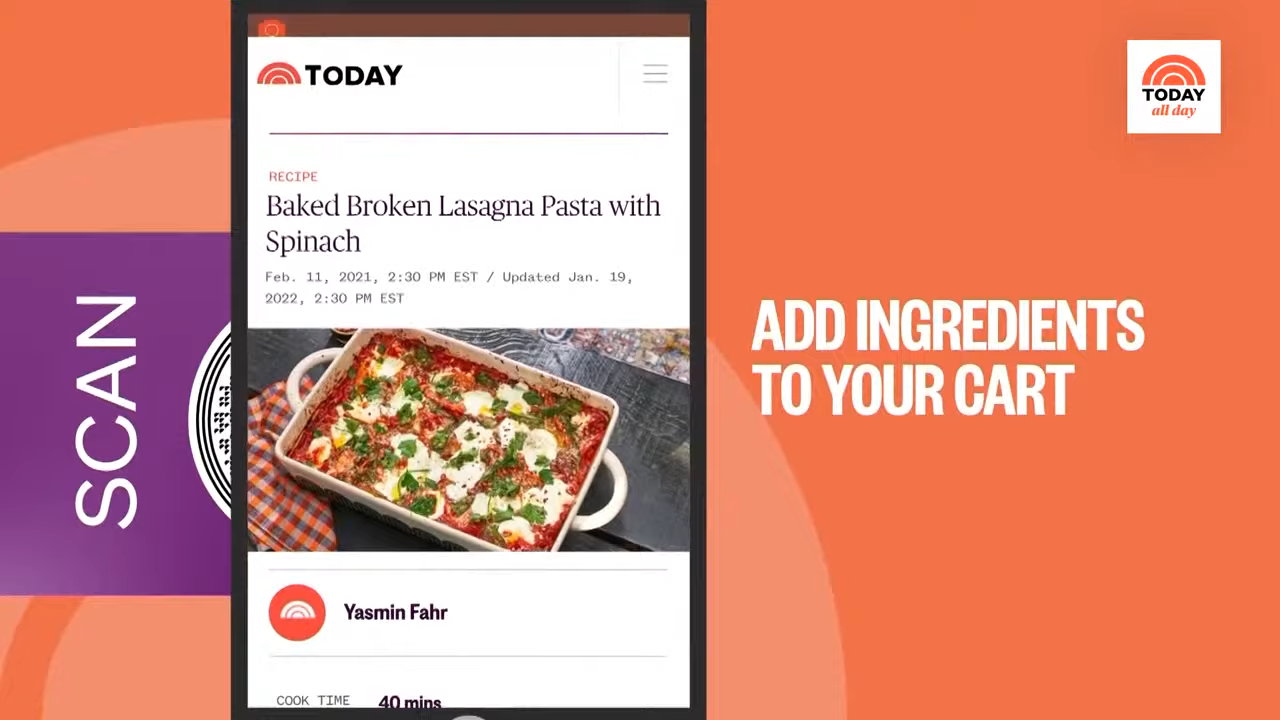 SCAN
TODAY
RECIPE
Baked Broken Lasagna Pasta with
Spinach
Feb. 11, 2021, 2:30 PM EST / Updated Jan. 19,
2022, 2:30 PM EST
Yasmin Fahr
COOK TIME 40 mins
ADD INGREDIENTS
TO YOUR CART
TODAY
all day